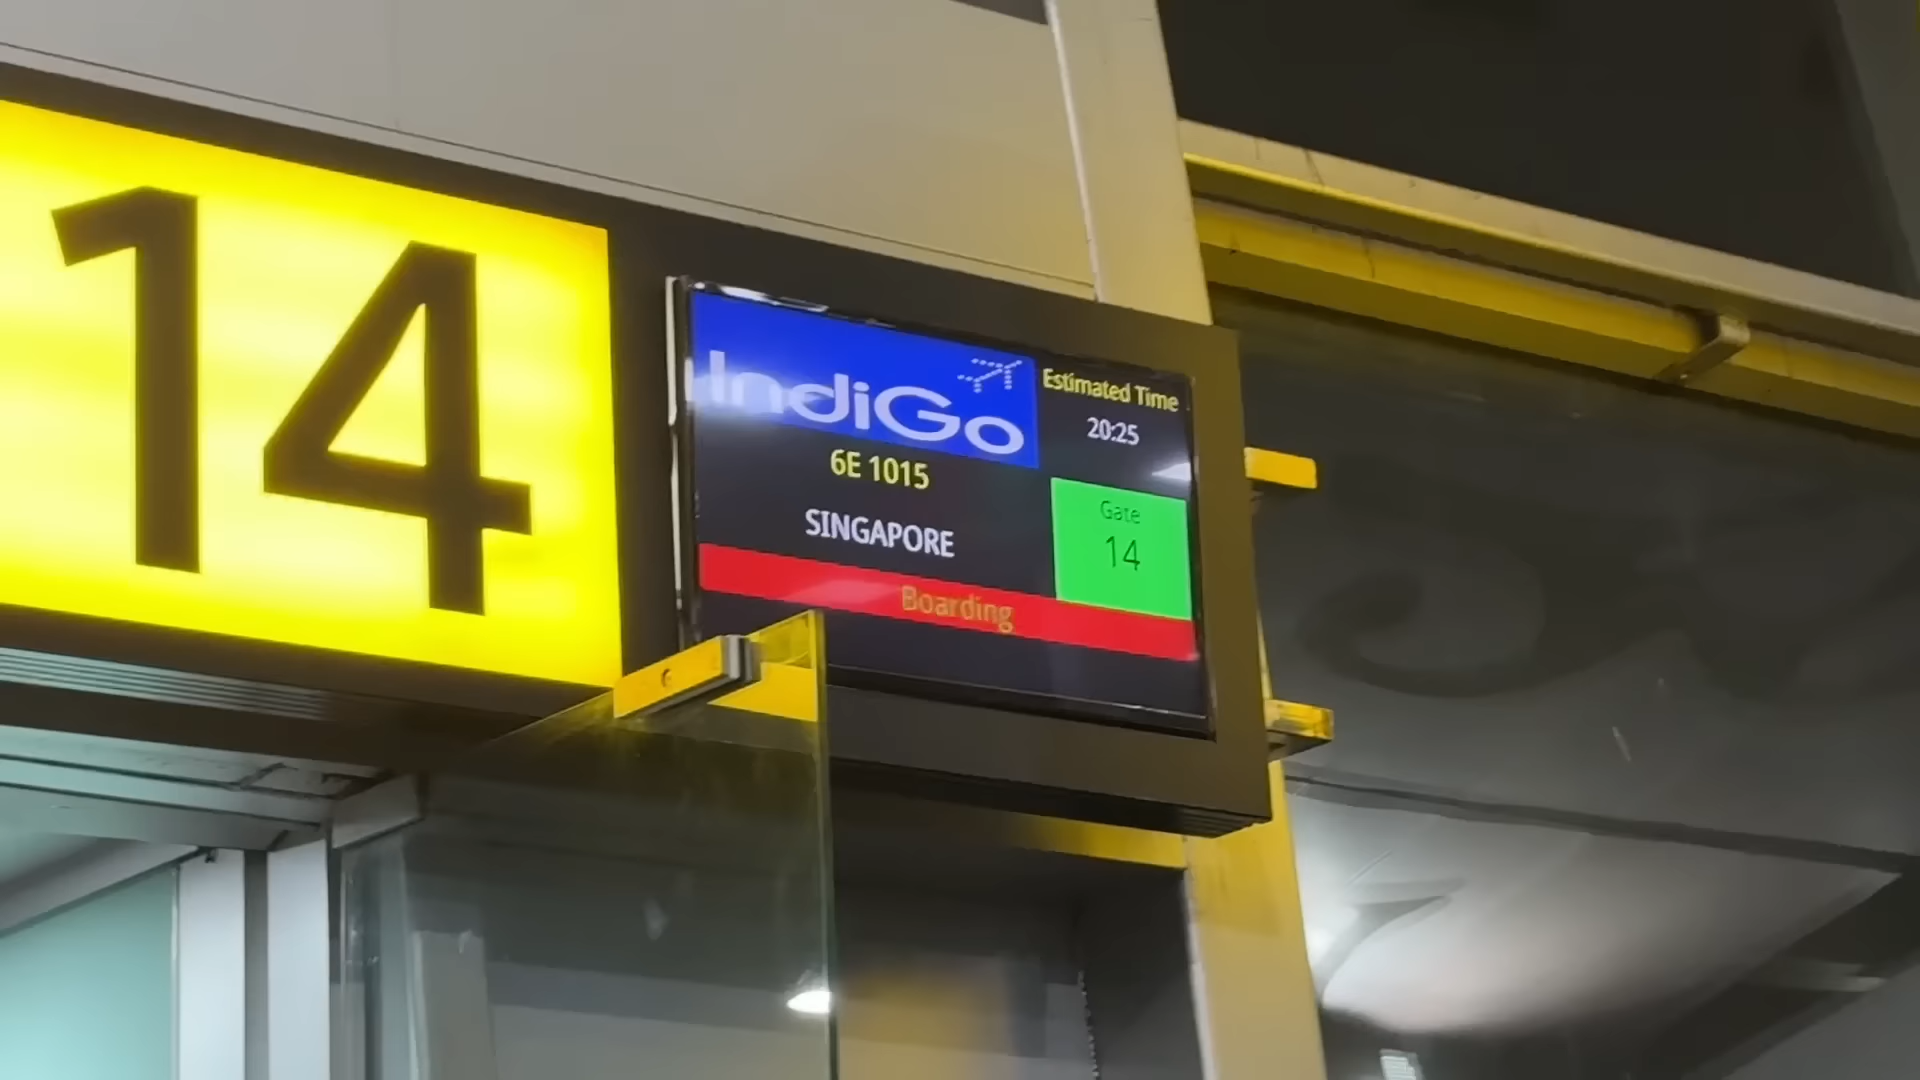 14
IndiGo
Estimated Time
20:25
6E 1015
SINGAPORE
Gate
14
Boarding